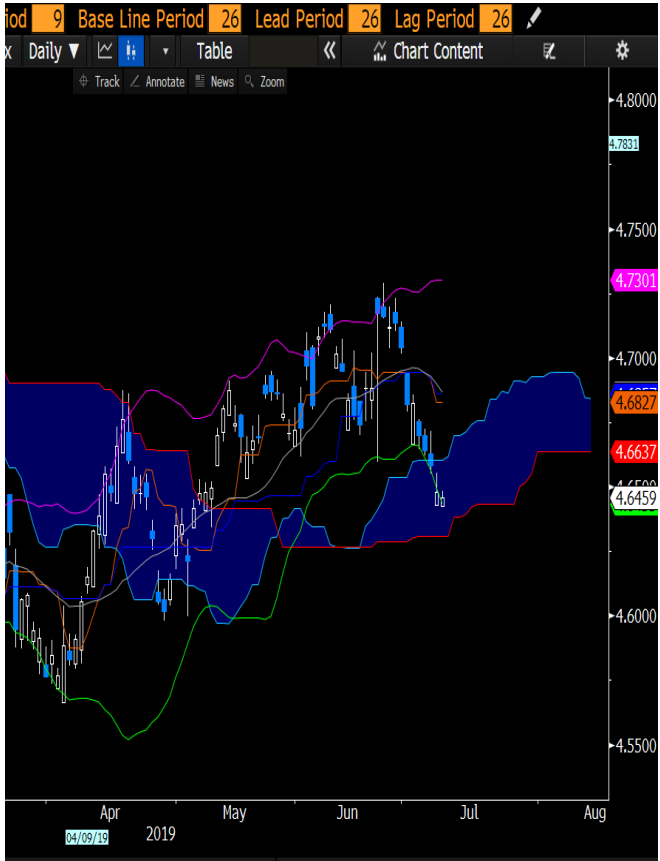 iod 9 Base Line Period 26 Lead Period 26 Lag Period 26
x Daily ▼ Table « Chart Content
Track Annotate News Zoom
4.8000
4.7831
4.7500
4.7301
4.7000
4.6827
4.6637
4.6459
4.6000
4.5500
Apr May Jun Jul Aug
04/09/19 2019